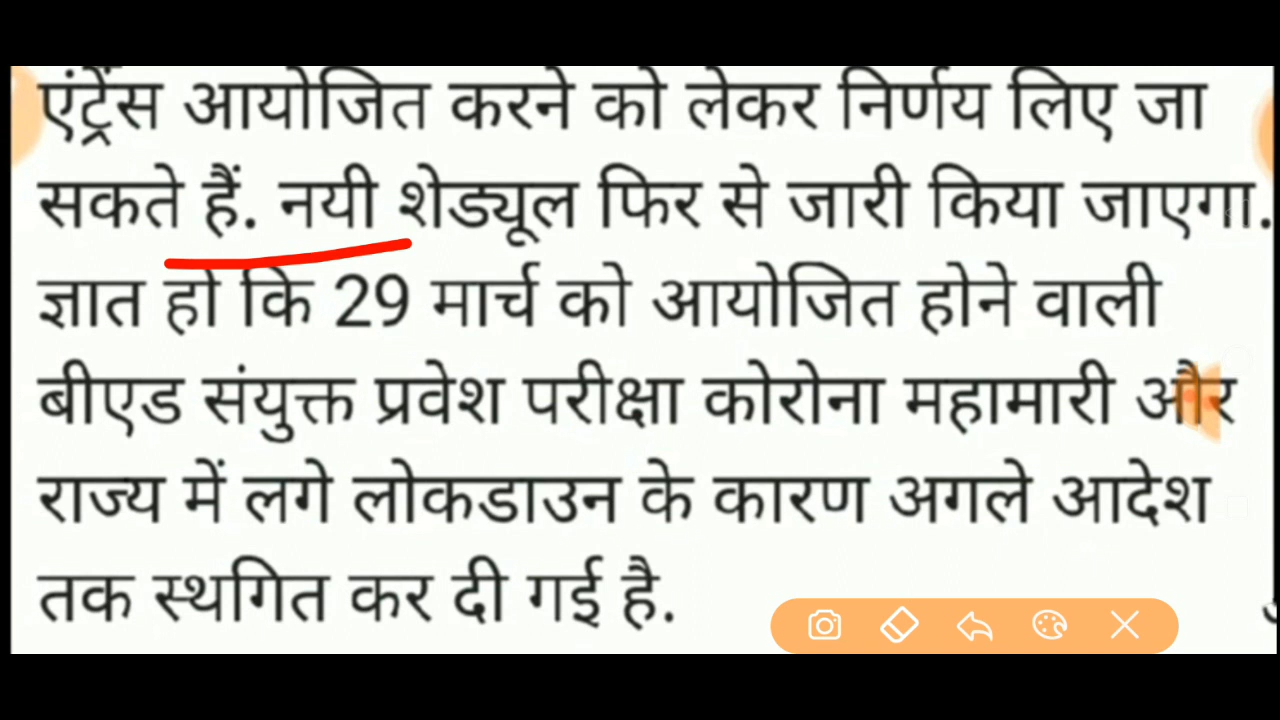 एंट्रेंस आयोजित करने को लेकर निर्णय लिए जा
सकते हैं. नयी शेड्यूल फिर से जारी किया जाएगा.
ज्ञात हो कि 29 मार्च को आयोजित होने वाली
बीएड संयुक्त प्रवेश परीक्षा कोरोना महामारी और
राज्य में लगे लोकडाउन के कारण अगले आदेश
तक स्थगित कर दी गई है.